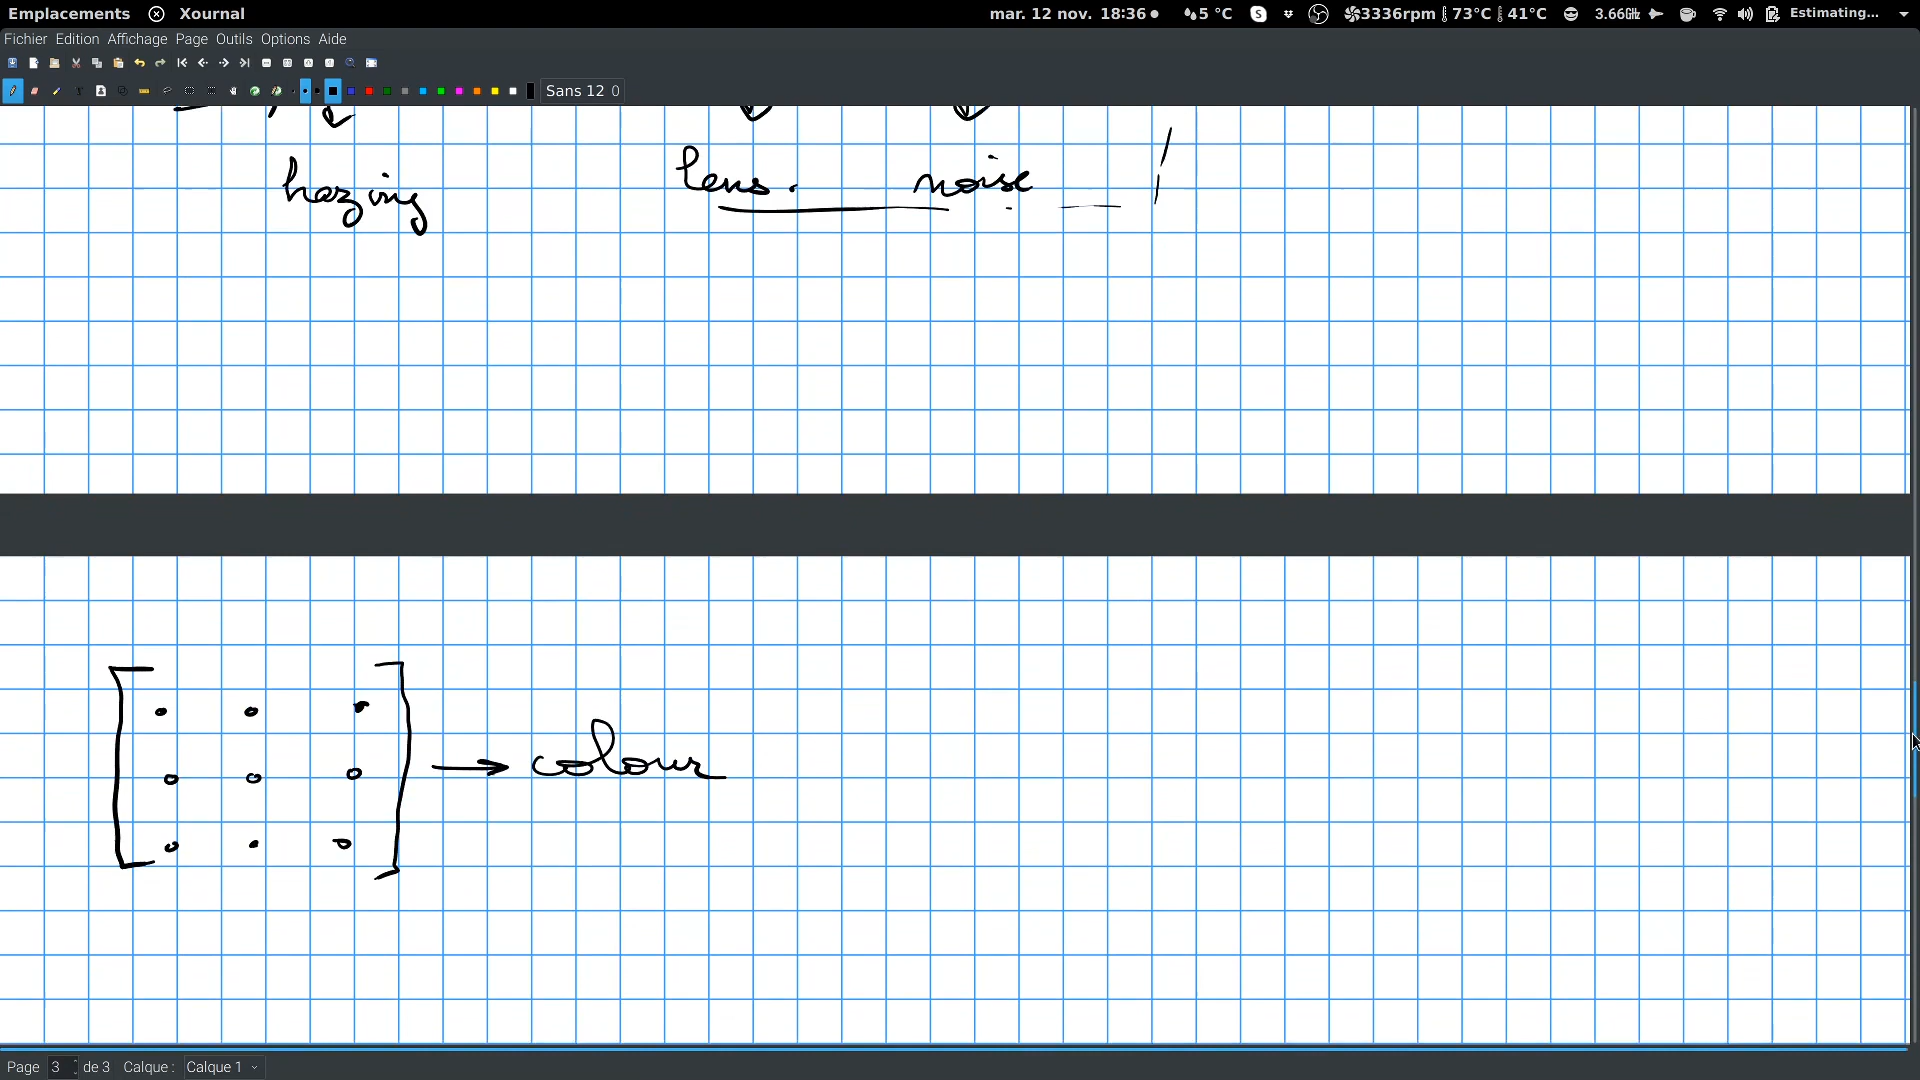 Emplacements Xournal mar. 12 nov. 18:36 5 °C 3336rpm 73°C 41°C 3.66GHz Estimating...
Fichier Edition Affichage Page Outils Options Aide
Sans 12
hazing lens. noise
colour
Page 3 de 3 Calque : Calque 1